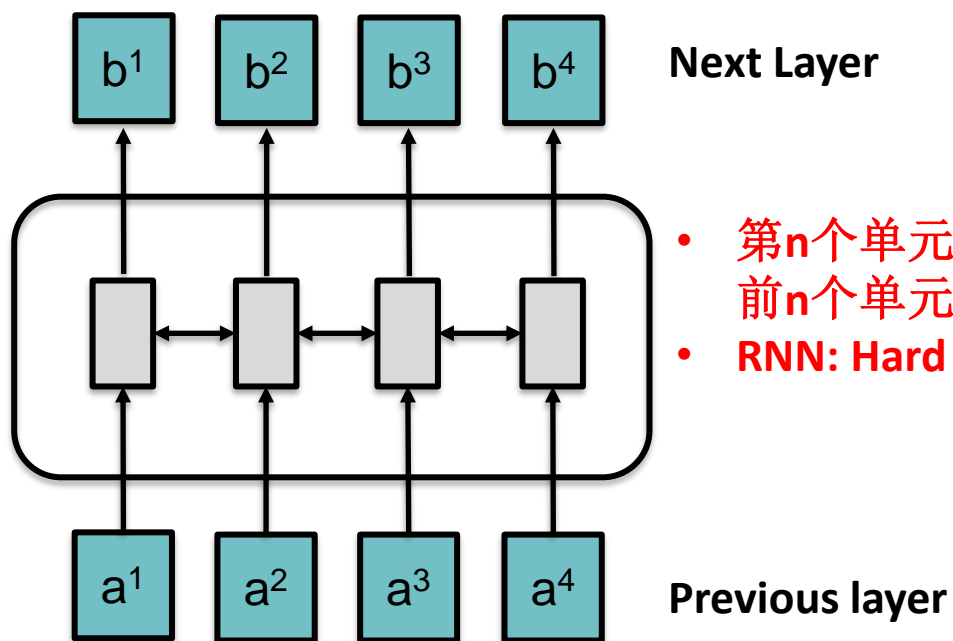 b¹ b² b³ b⁴ Next Layer
• 第n个单元
前n个单元
• RNN: Hard
a¹ a² a³ a⁴ Previous layer